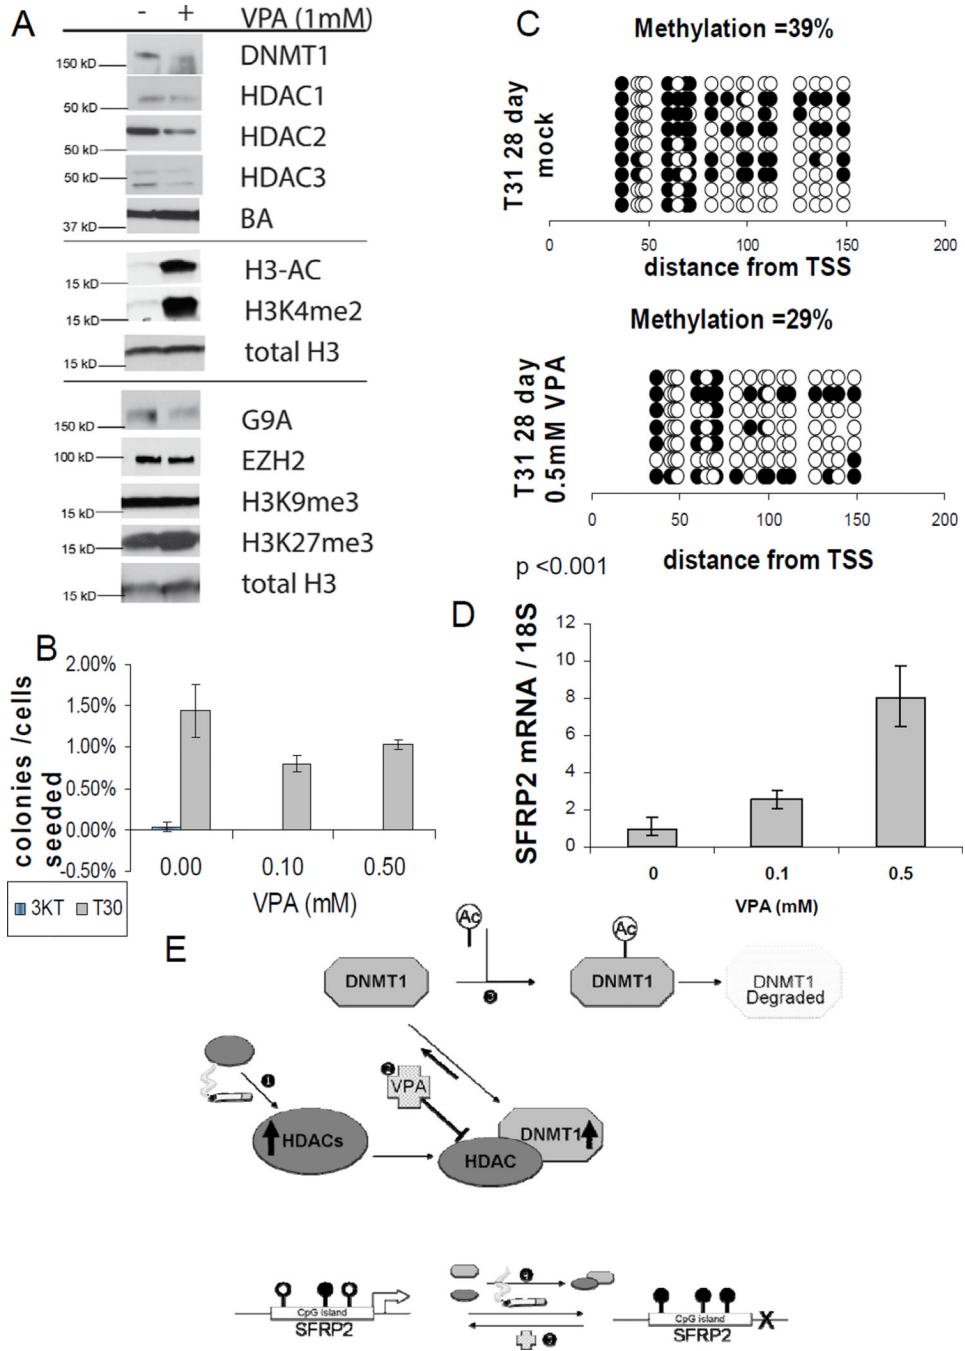 A
- + VPA (1mM)
150 kD DNMT1
50 kD HDAC1
50 kD HDAC2
50 kD HDAC3
37 kD BA
15 kD H3-AC
15 kD H3K4me2
15 kD total H3
150 kD G9A
100 kD EZH2
15 kD H3K9me3
15 kD H3K27me3
15 kD total H3
B
colonies /cells seeded
2.00%
1.50%
1.00%
0.50%
0.00%
-0.50%
0.00 0.10 0.50
VPA (mM)
3KT T30
C
Methylation =39%
T31 28 day mock
0 50 100 150 200
distance from TSS
Methylation =29%
T31 28 day 0.5mM VPA
0 50 100 150 200
p <0.001 distance from TSS
D
SFRP2 mRNA / 18S
12
10
8
6
4
2
0
0 0.1 0.5
VPA (mM)
E
Ac
Ac
DNMT1 3 DNMT1 DNMT1 Degraded
1
2
VPA
HDACs
HDAC
DNMT1
4
CpG island
SFRP2
CpG island
SFRP2
X